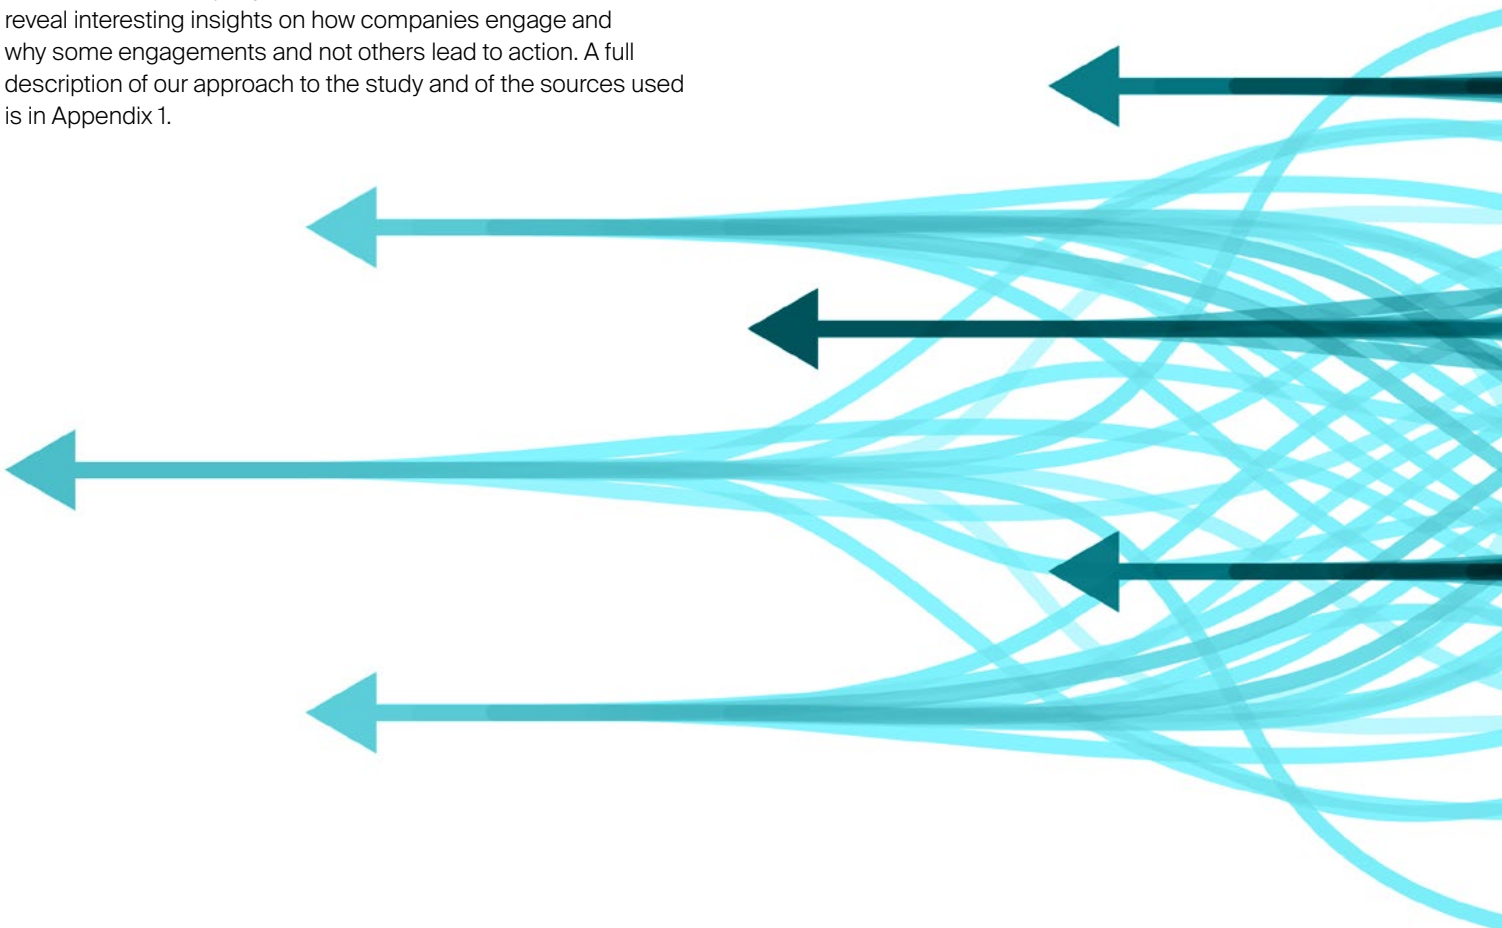 reveal interesting insights on how companies engage and
why some engagements and not others lead to action. A full
description of our approach to the study and of the sources used
is in Appendix 1.